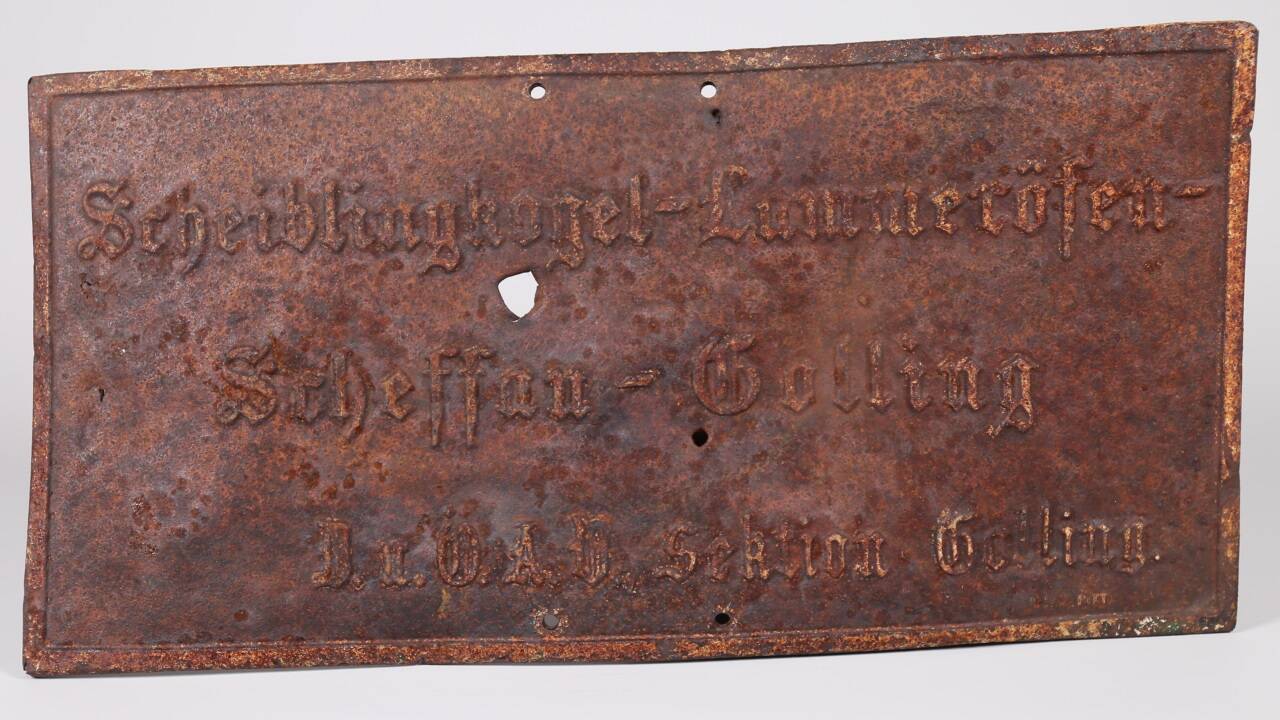 Scheiblingkogel-Lammeröfen-
Scheffau-Golling
D.u.Ö.A.V. Sektion Golling.